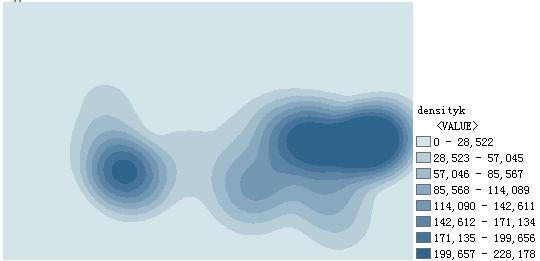 densityk
<VALUE>
0 - 28,522
28,523 - 57,045
57,046 - 85,567
85,568 - 114,089
114,090 - 142,611
142,612 - 171,134
171,135 - 199,656
199,657 - 228,178